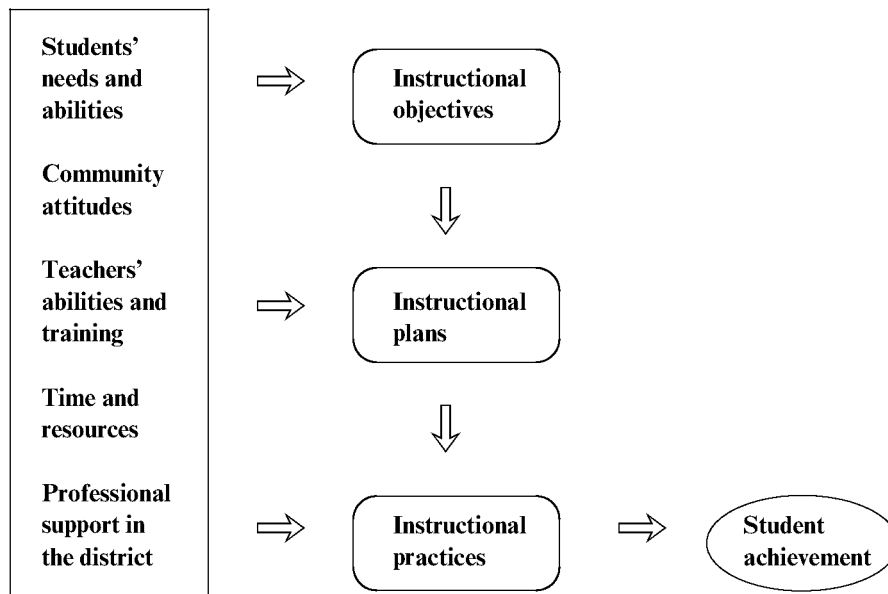 Students’
needs and
abilities
Community
attitudes
Teachers’
abilities and
training
Time and
resources
Professional
support in
the district
Instructional
objectives
Instructional
plans
Instructional
practices
Student
achievement